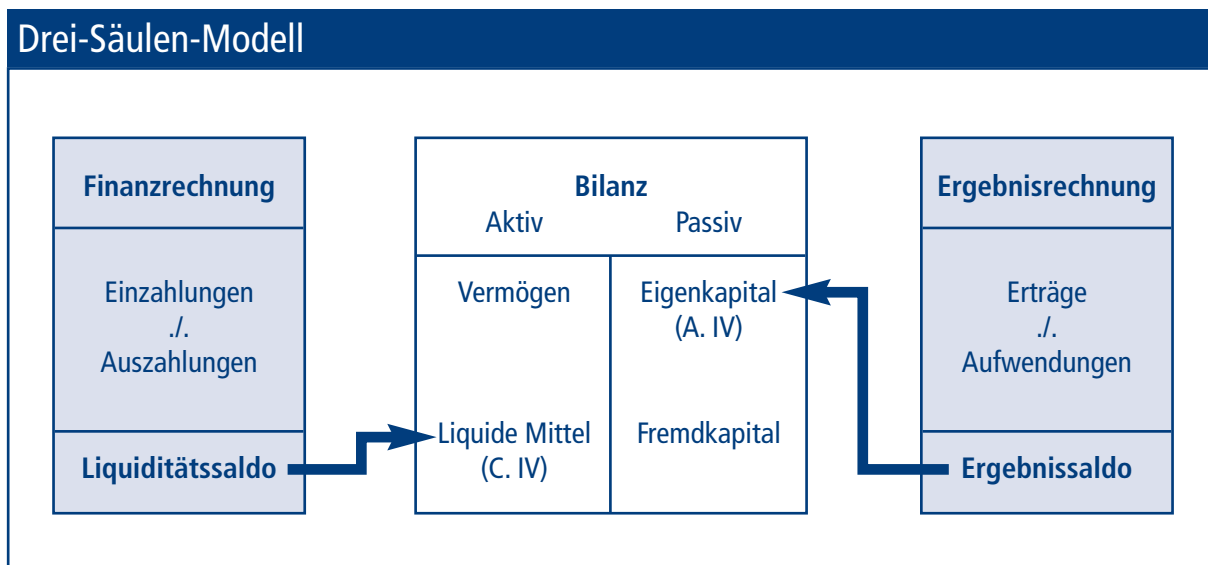 Drei-Säulen-Modell
Finanzrechnung
Einzahlungen
./.
Auszahlungen
Liquiditätssaldo
Bilanz
Aktiv Passiv
Vermögen
Liquide Mittel
(C. IV)
Eigenkapital
(A. IV)
Fremdkapital
Ergebnisrechnung
Erträge
./.
Aufwendungen
Ergebnissaldo